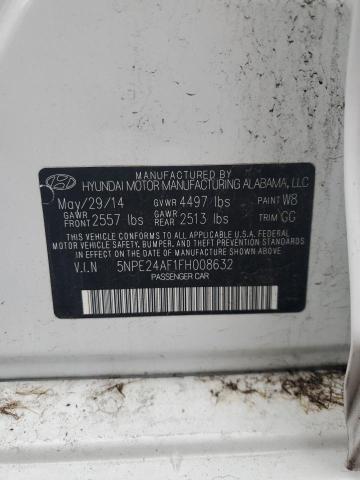 MANUFACTURED BY
HYUNDAI MOTOR MANUFACTURING ALABAMA, LLC
May/29/14 GVWR 4497 lbs PAINT W8
GAWR FRONT 2557 lbs GAWR REAR 2513 lbs TRIM GG
THIS VEHICLE CONFORMS TO ALL APPLICABLE U.S.A. FEDERAL
MOTOR VEHICLE SAFETY, BUMPER, AND THEFT PREVENTION
STANDARDS IN EFFECT ON THE DATE OF MANUFACTURE SHOWN ABOVE.
V.I.N 5NPE24AF1FH008632
PASSENGER CAR